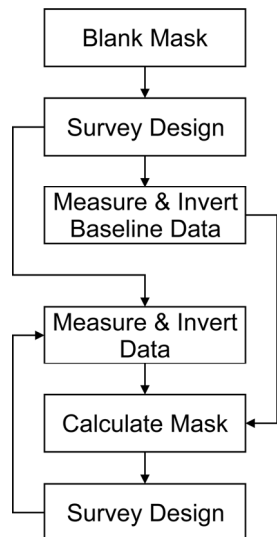 Blank Mask
Survey Design
Measure & Invert
Baseline Data
Measure & Invert
Data
Calculate Mask
Survey Design